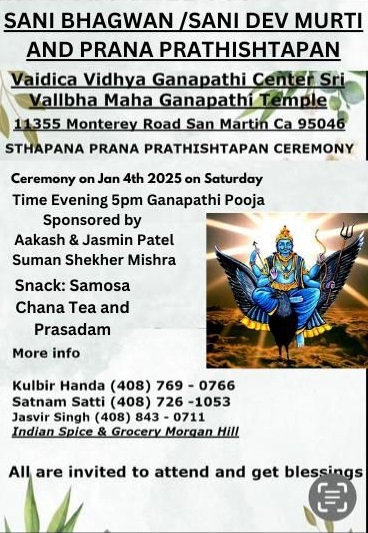 SANI BHAGWAN /SANI DEV MURTI
AND PRANA PRATHISHTAPAN
Vaidica Vidhya Ganapathi Center Sri
Vallbha Maha Ganapathi Temple
11355 Monterey Road San Martin Ca 95046
STHAPANA PRANA PRATHISHTAPAN CEREMONY
Ceremony on Jan 4th 2025 on Saturday
Time Evening 5pm Ganapathi Pooja
Sponsored by
Aakash & Jasmin Patel
Suman Shekher Mishra
Snack: Samosa
Chana Tea and
Prasadam
More info
Kulbir Handa (408) 769 - 0766
Satnam Satti (408) 726 -1053
Jasvir Singh (408) 843 - 0711
Indian Spice & Grocery Morgan Hill
All are invited to attend and get blessings